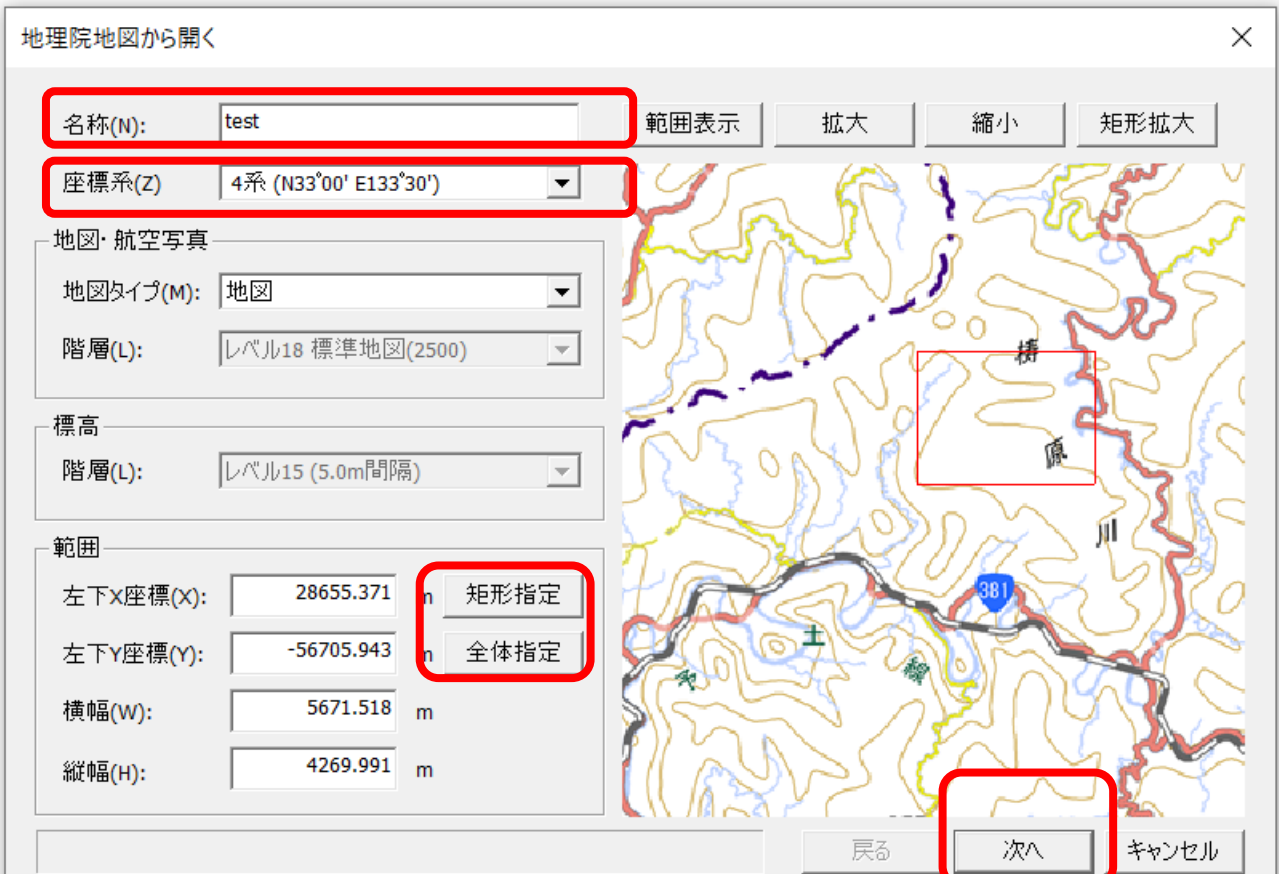 地理院地図から開く
名称(N): test
範囲表示 拡大 縮小 矩形拡大
座標系(Z) 4系 (N33°00' E133°30')
地図・航空写真
地図タイプ(M): 地図
階層(L): レベル18 標準地図(2500)
標高
階層(L): レベル15 (5.0m間隔)
範囲
左下X座標(X): 28655.371 m 矩形指定
左下Y座標(Y): -56705.943 m 全体指定
横幅(W): 5671.518 m
縦幅(H): 4269.991 m
梼
原
川
381
土
戻る 次へ キャンセル